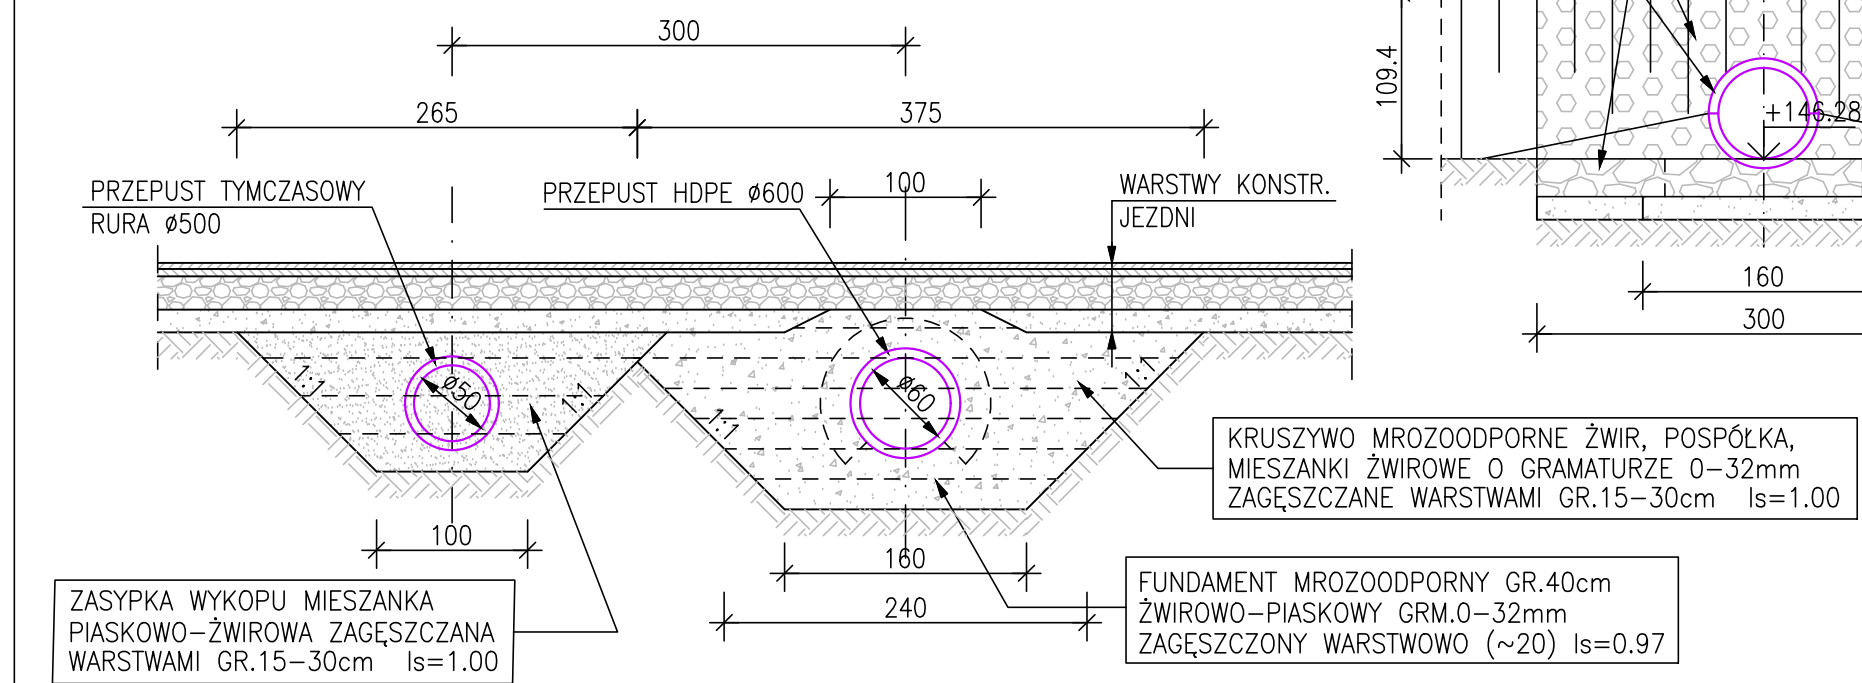 300
265
375
109.4
+146.28
PRZEPUST TYMCZASOWY
RURA ø500
PRZEPUST HDPE ø600
100
WARSTWY KONSTR.
JEZDNI
160
300
1:1
ø50
1:1
1:1
ø60
1:1
KRUSZYWO MROZOODPORNE ŻWIR, POSPÓŁKA,
MIESZANKI ŻWIROWE O GRAMATURZE 0-32mm
ZAGĘSZCZANE WARSTWAMI GR.15-30cm Is=1.00
100
160
240
ZASYPKA WYKOPU MIESZANKA
PIASKOWO-ŻWIROWA ZAGĘSZCZANA
WARSTWAMI GR.15-30cm Is=1.00
FUNDAMENT MROZOODPORNY GR.40cm
ŻWIROWO-PIASKOWY GRM.0-32mm
ZAGĘSZCZONY WARSTWOWO (~20) Is=0.97